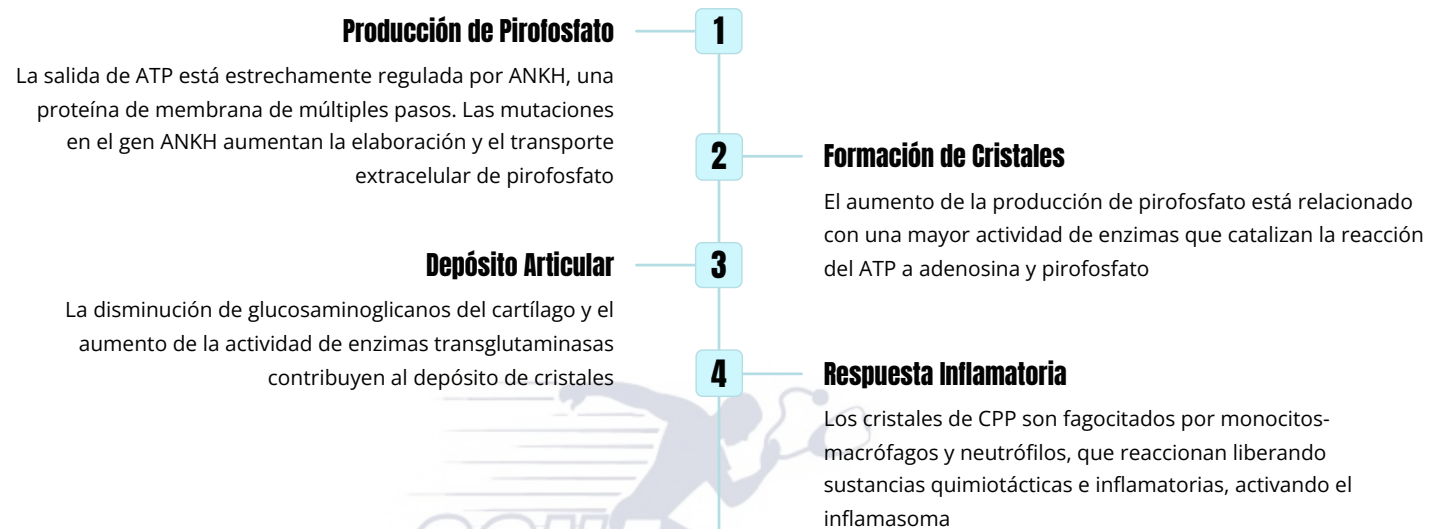 Producción de Pirofosfato
1
La salida de ATP está estrechamente regulada por ANKH, una
proteína de membrana de múltiples pasos. Las mutaciones
en el gen ANKH aumentan la elaboración y el transporte
extracelular de pirofosfato
2
Formación de Cristales
El aumento de la producción de pirofosfato está relacionado
con una mayor actividad de enzimas que catalizan la reacción
del ATP a adenosina y pirofosfato
Depósito Articular
3
La disminución de glucosaminoglicanos del cartílago y el
aumento de la actividad de enzimas transglutaminasas
contribuyen al depósito de cristales
4
Respuesta Inflamatoria
Los cristales de CPP son fagocitados por monocitos-
macrófagos y neutrófilos, que reaccionan liberando
sustancias quimiotácticas e inflamatorias, activando el
inflamasoma